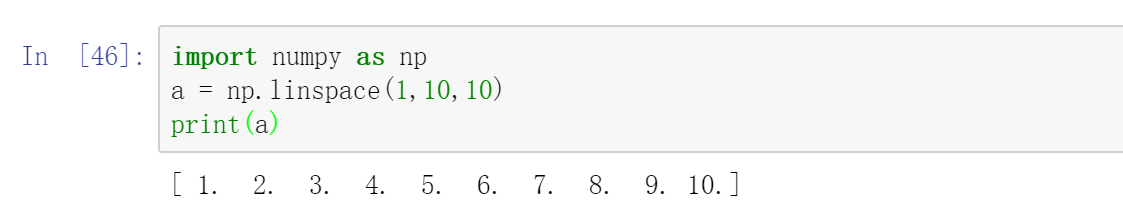 In [46]: import numpy as np
a = np.linspace(1,10,10)
print(a)
[ 1.  2.  3.  4.  5.  6.  7.  8.  9. 10.]